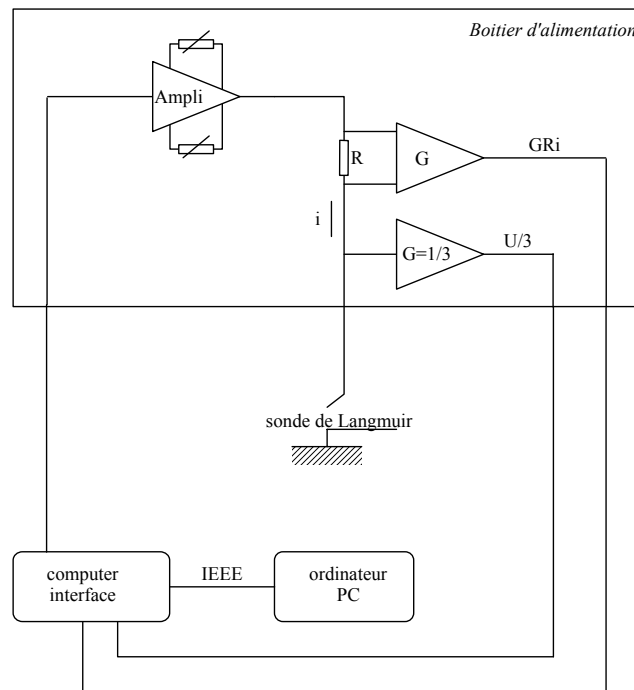 Boitier d'alimentation
Ampli
R
G
GRi
i
G=1/3
U/3
sonde de Langmuir
computer
interface
IEEE
ordinateur
PC